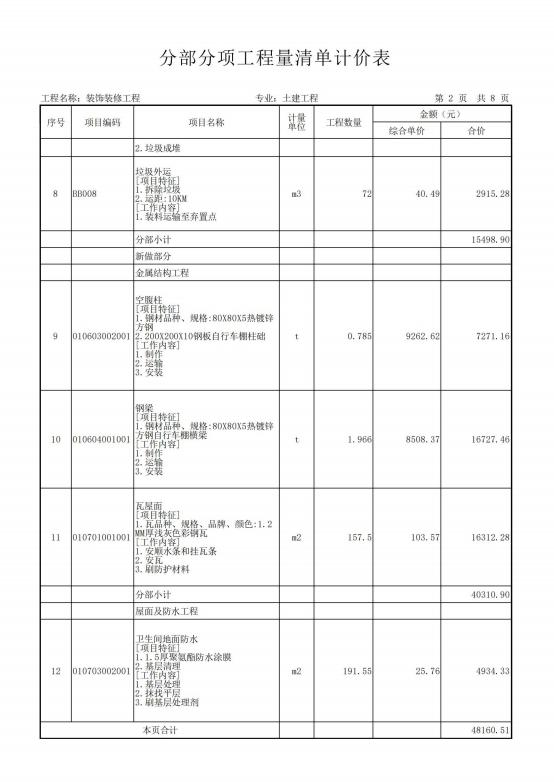 分部分项工程量清单计价表
工程名称：装饰装修工程 专业：土建工程 第 2 页 共 8 页
序号 项目编码 项目名称 计量单位 工程数量 金额（元）
综合单价 合价
2.垃圾成堆
垃圾外运
[项目特征]
1.拆除垃圾
2.运距:10KM
[工作内容]
1.装料运输至弃置点
8 BB008 m3 72 40.49 2915.28
分部小计 15498.90
新做部分
金属结构工程
空腹柱
[项目特征]
1.钢材品种、规格:80X80X5热镀锌
方钢
2.200X200X10钢板自行车棚柱础
[工作内容]
1.制作
2.运输
3.安装
9 010603002001 t 0.785 9262.62 7271.16
钢梁
[项目特征]
1.钢材品种、规格:80X80X5热镀锌
方钢自行车棚横梁
[工作内容]
1.制作
2.运输
3.安装
10 010604001001 t 1.966 8508.37 16727.46
瓦屋面
[项目特征]
1.瓦品种、规格、品牌、颜色:1.2
MM厚浅灰色彩钢瓦
[工作内容]
1.安顺水条和挂瓦条
2.安瓦
3.刷防护材料
11 010701001001 m2 157.5 103.57 16312.28
分部小计 40310.90
屋面及防水工程
卫生间地面防水
[项目特征]
1.1.5厚聚氨酯防水涂膜
2.基层清理
[工作内容]
1.基层处理
2.抹找平层
3.刷基层处理剂
12 010703002001 m2 191.55 25.76 4934.33
本页合计 48160.51